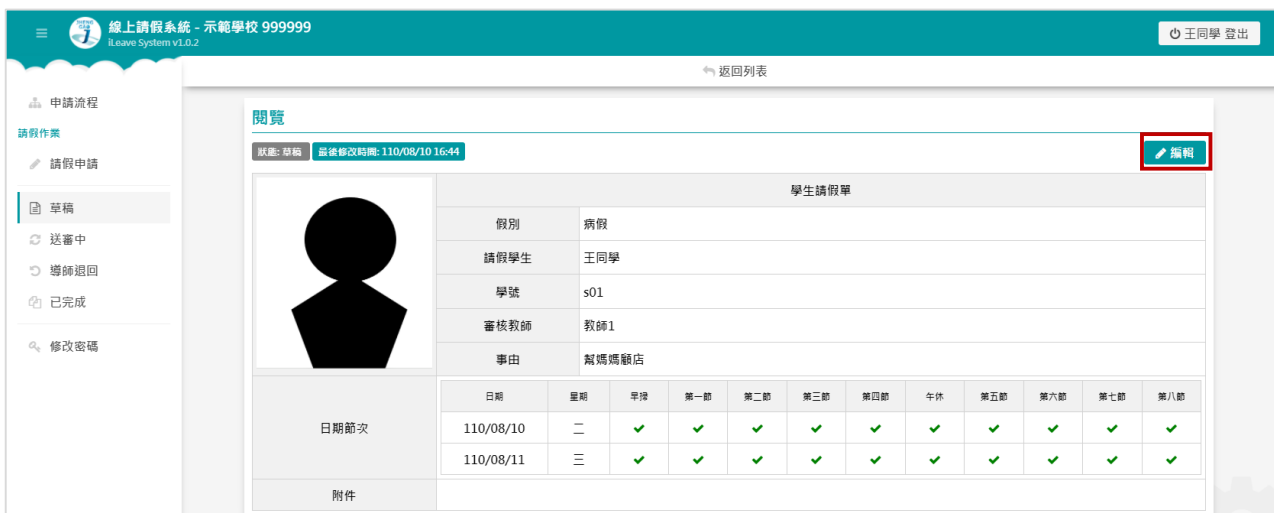 線上請假系統 - 示範學校 999999
iLeave System v1.0.2
王同學 登出
返回列表
申請流程
請假作業
請假申請
草稿
送審中
導師退回
已完成
修改密碼
閱覽
狀態: 草稿 最後修改時間: 110/08/10 16:44
編輯
學生請假單
假別 病假
請假學生 王同學
學號 s01
審核教師 教師1
事由 幫媽媽顧店
日期節次
日期 星期 早掃 第一節 第二節 第三節 第四節 午休 第五節 第六節 第七節 第八節
110/08/10 二 ✔ ✔ ✔ ✔ ✔ ✔ ✔ ✔ ✔ ✔
110/08/11 三 ✔ ✔ ✔ ✔ ✔ ✔ ✔ ✔ ✔ ✔
附件